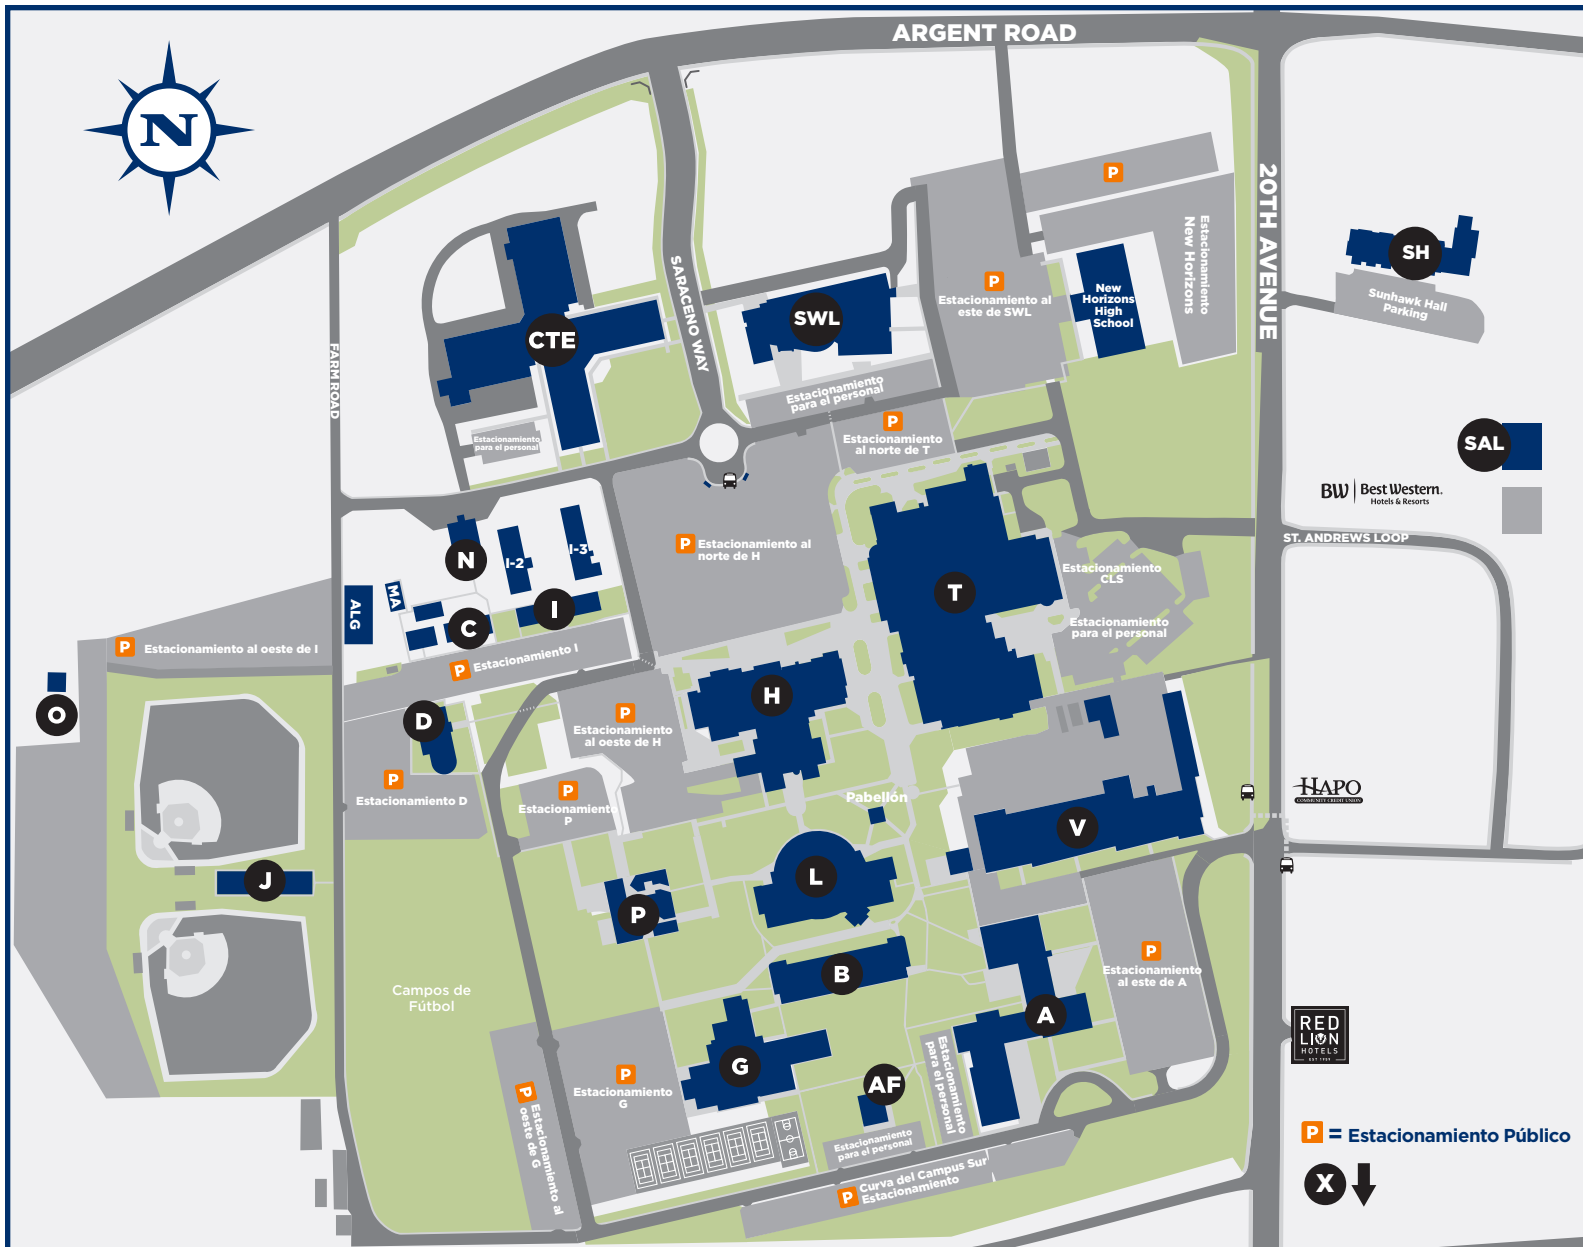 ARGENT ROAD
N
P
20TH AVENUE
Estacionamiento
New Horizons
SH
Sunhawk Hall
Parking
SARACENO WAY
P
Estacionamiento al
este de SWL
New
Horizons
High
School
SWL
CTE
FARM ROAD
Estacionamiento
para el personal
Estacionamiento
para el personal
P
Estacionamiento
al norte de T
SAL
BW Best Western.
Hotels & Resorts
ST. ANDREWS LOOP
P Estacionamiento al
norte de H
N
I-2
I-3
T
Estacionamiento
CLS
Estacionamiento
para el personal
ALG
MA
C
I
P Estacionamiento al oeste de I
P Estacionamiento I
O
D
H
P
Estacionamiento
al oeste de H
P
Estacionamiento D
P
Estacionamiento
P
Pabellón
V
HAPO
COMMUNITY CREDIT UNION
J
L
P
B
P
Estacionamiento
al este de A
Campos de
Fútbol
A
RED
LION
HOTELS
EST 1959
G
P
Estacionamiento
G
AF
Estacionamiento
para el personal
P Estacionamiento al
oeste de G
Estacionamiento
para el personal
P Curva del Campus Sur
Estacionamiento
P = Estacionamiento Público
X